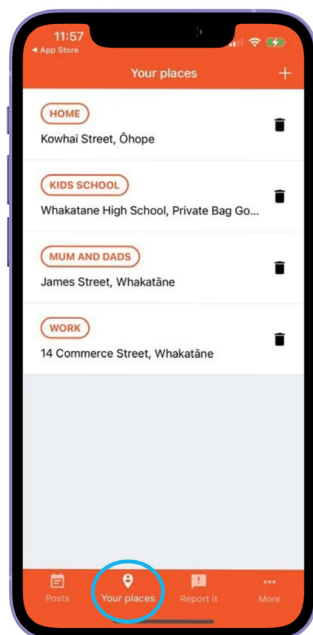 11:57
App Store
Your places
HOME
Kowhai Street, Ōhope
KIDS SCHOOL
Whakatane High School, Private Bag Go...
MUM AND DADS
James Street, Whakatāne
WORK
14 Commerce Street, Whakatāne
Posts
Your places
Report it
More